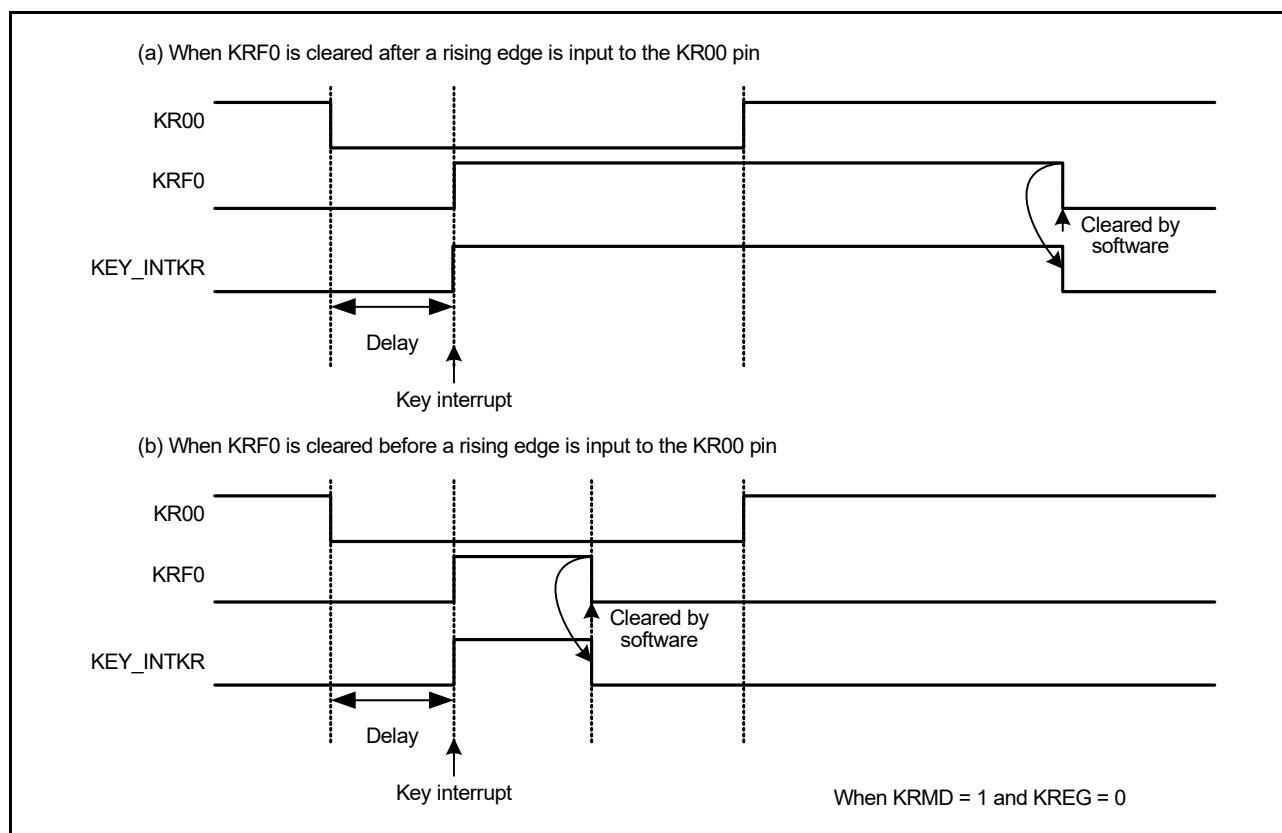 (a) When KRF0 is cleared after a rising edge is input to the KR00 pin
KR00
KRF0
Cleared by
software
KEY_INTKR
Delay
Key interrupt
(b) When KRF0 is cleared before a rising edge is input to the KR00 pin
KR00
KRF0
Cleared by
software
KEY_INTKR
Delay
Key interrupt
When KRMD = 1 and KREG = 0